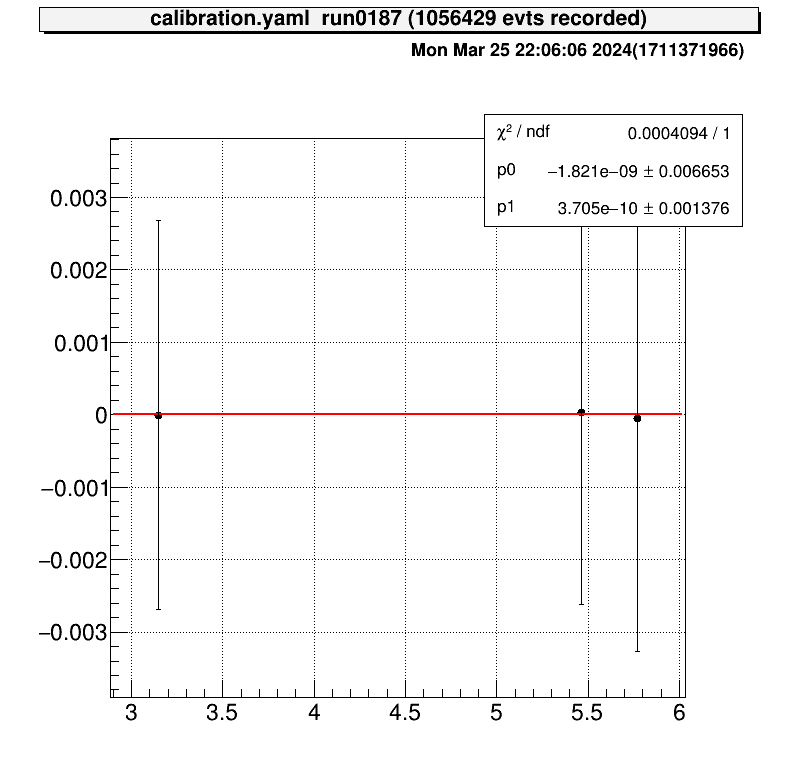 calibration.yaml run0187 (1056429 evts recorded)
Mon Mar 25 22:06:06 2024(1711371966)
χ² / ndf 0.0004094 / 1
p0 −1.821e−09 ± 0.006653
p1 3.705e−10 ± 0.001376
0.003
0.002
0.001
0
−0.001
−0.002
−0.003
3 3.5 4 4.5 5 5.5 6